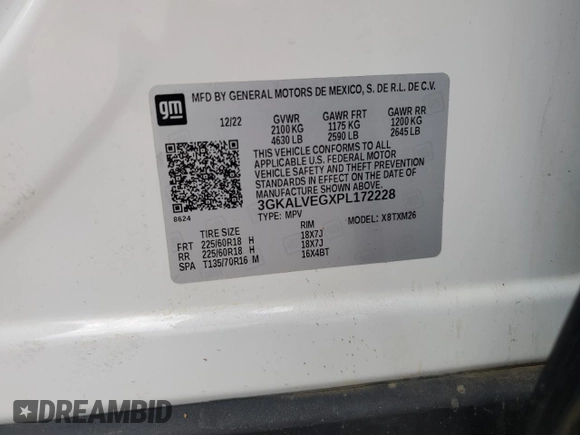 gm
MFD BY GENERAL MOTORS DE MEXICO, S. DE R.L. DE C.V.
12/22 GVWR GAWR FRT GAWR RR
2100 KG 1175 KG 1200 KG
4630 LB 2590 LB 2645 LB
THIS VEHICLE CONFORMS TO ALL
APPLICABLE U.S. FEDERAL MOTOR
VEHICLE SAFETY AND THEFT
PREVENTION STANDARDS IN EFFECT
ON THE DATE OF MANUFACTURE
SHOWN ABOVE.
3GKALVEGXPL172228
8624 TYPE: MPV MODEL: X8TXM26
TIRE SIZE RIM
FRT 225/60R18 H 18X7J
RR 225/60R18 H 18X7J
SPA T135/70R16 M 16X4BT
DREAMBID